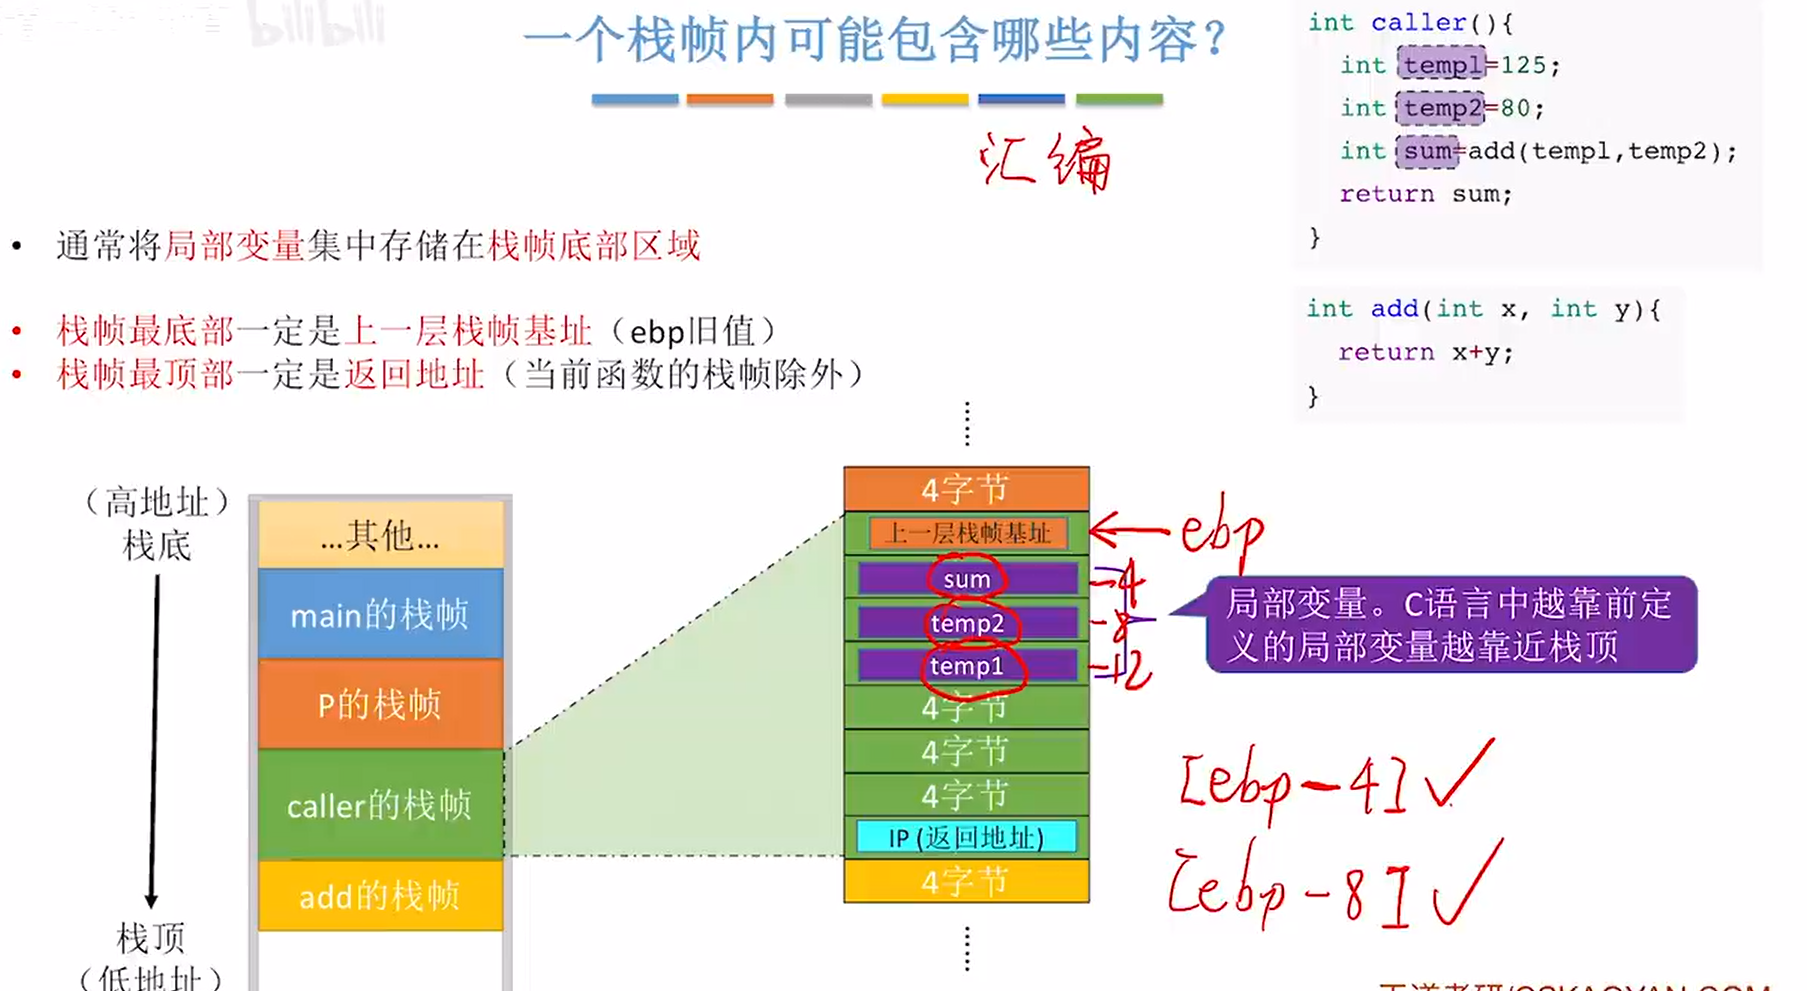 bilibili
一个栈帧内可能包含哪些内容？
int caller(){
int temp1=125;
int temp2=80;
int sum=add(temp1,temp2);
return sum;
}
汇编
• 通常将局部变量集中存储在栈帧底部区域
• 栈帧最底部一定是上一层栈帧基址（ebp旧值）
• 栈帧最顶部一定是返回地址（当前函数的栈帧除外）
int add(int x, int y){
return x+y;
}
（高地址）
栈底
...其他...
main的栈帧
P的栈帧
caller的栈帧
add的栈帧
栈顶
（低地址）
4字节
上一层栈帧基址
← ebp
sum
-4
temp2
-8
temp1
-12
4字节
4字节
4字节
IP (返回地址)
4字节
局部变量。C语言中越靠前定
义的局部变量越靠近栈顶
[ebp-4] ✓
[ebp-8] ✓
王道考研/CSKAOYAN.COM